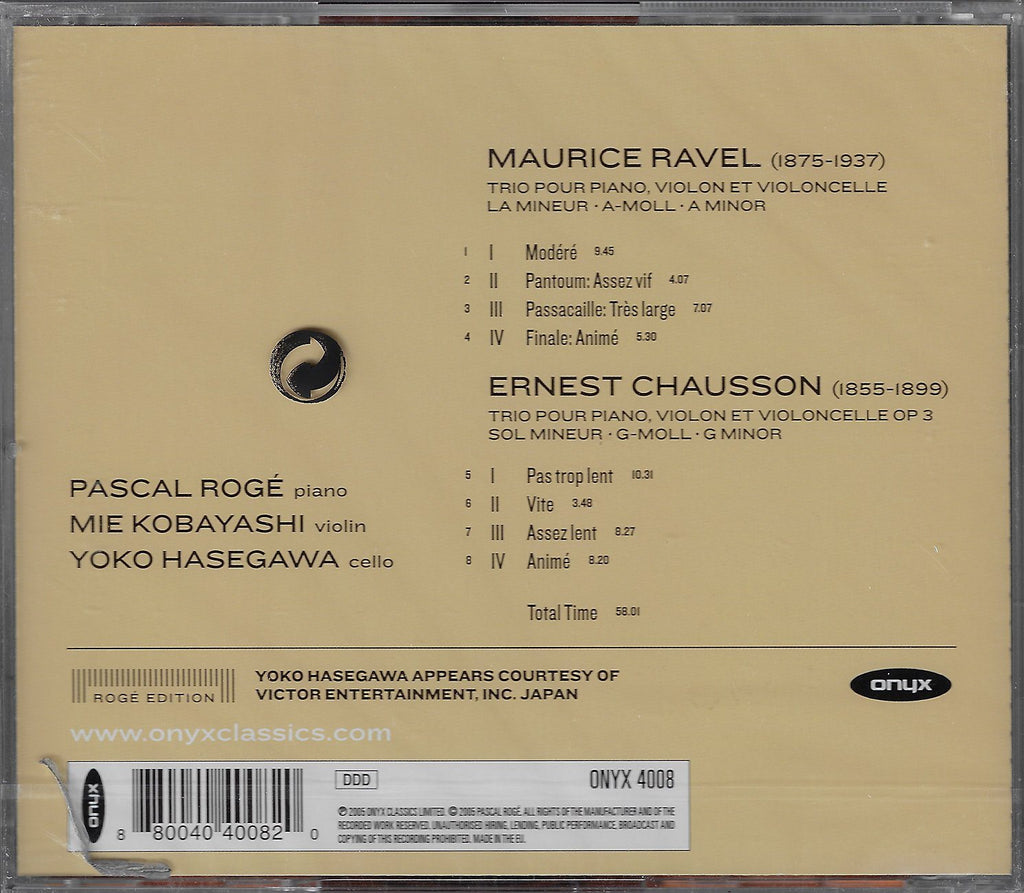 MAURICE RAVEL (1875-1937)
TRIO POUR PIANO, VIOLON ET VIOLONCELLE
LA MINEUR · A-MOLL · A MINOR
1 I Modéré 9.45
2 II Pantoum: Assez vif 4.07
3 III Passacaille: Très large 7.07
4 IV Finale: Animé 5.30
ERNEST CHAUSSON (1855-1899)
TRIO POUR PIANO, VIOLON ET VIOLONCELLE OP 3
SOL MINEUR · G-MOLL · G MINOR
5 I Pas trop lent 10.31
6 II Vite 3.48
7 III Assez lent 8.27
8 IV Animé 8.20
Total Time 58.01
PASCAL ROGÉ piano
MIE KOBAYASHI violin
YOKO HASEGAWA cello
ROGÉ EDITION
YOKO HASEGAWA APPEARS COURTESY OF
VICTOR ENTERTAINMENT, INC. JAPAN
onyx
www.onyxclassics.com
onyx
8 80040 40082 0
DDD
ONYX 4008
℗ 2005 ONYX CLASSICS LIMITED. © 2005 PASCAL ROGÉ. ALL RIGHTS OF THE MANUFACTURER AND OF THE
RECORDED WORK RESERVED. UNAUTHORISED HIRING, LENDING, PUBLIC PERFORMANCE, BROADCAST AND
COPYING OF THIS RECORDING PROHIBITED. MADE IN THE EU.